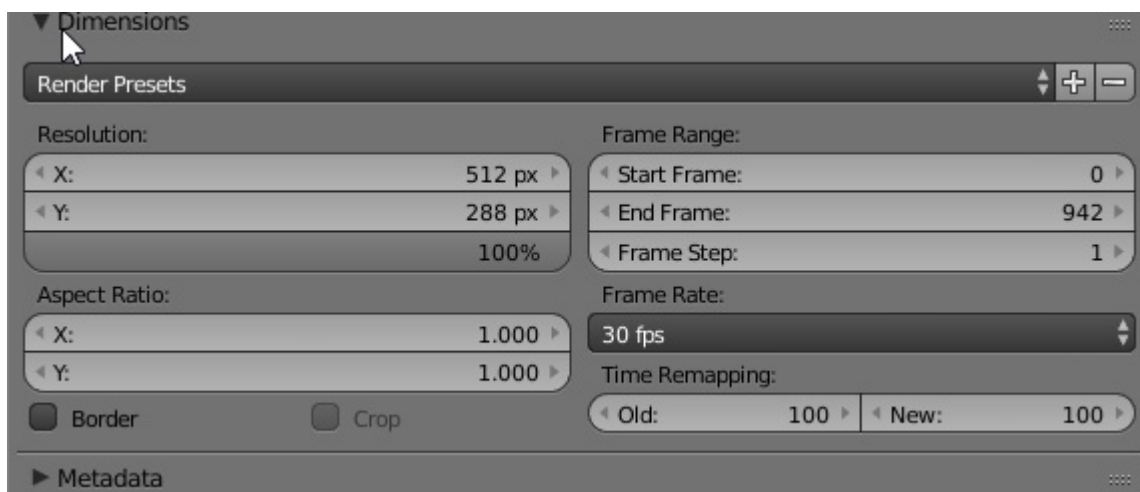 Dimensions
Render Presets
Resolution:
X: 512 px
Y: 288 px
100%
Aspect Ratio:
X: 1.000
Y: 1.000
Border Crop
Frame Range:
Start Frame: 0
End Frame: 942
Frame Step: 1
Frame Rate:
30 fps
Time Remapping:
Old: 100 New: 100
Metadata